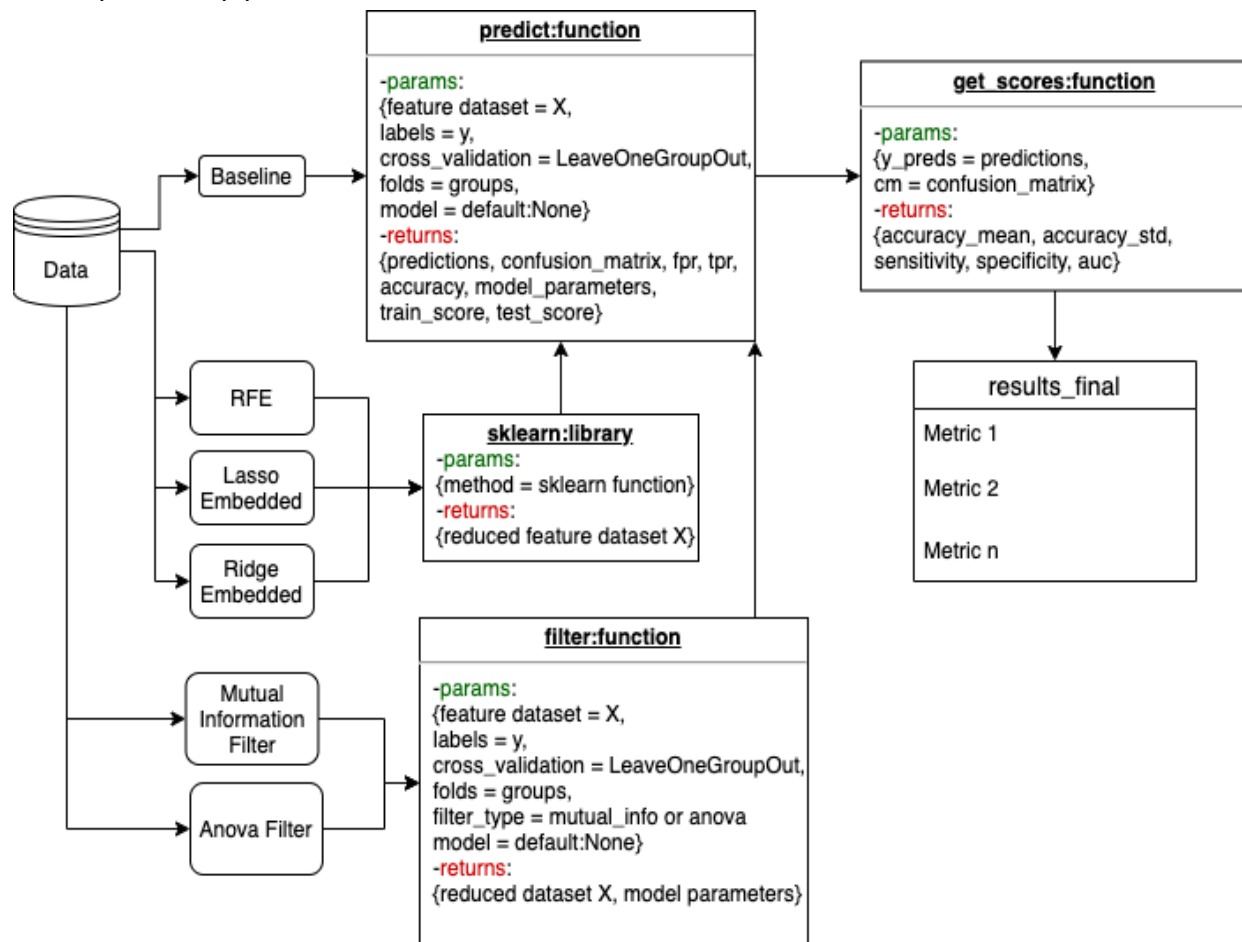 predict:function
-params:
{feature dataset = X,
labels = y,
cross_validation = LeaveOneGroupOut,
folds = groups,
model = default:None}
-returns:
{predictions, confusion_matrix, fpr, tpr,
accuracy, model_parameters,
train_score, test_score}
get_scores:function
-params:
{y_preds = predictions,
cm = confusion_matrix}
-returns:
{accuracy_mean, accuracy_std,
sensitivity, specificity, auc}
Baseline
Data
RFE
Lasso
Embedded
Ridge
Embedded
sklearn:library
-params:
{method = sklearn function}
-returns:
{reduced feature dataset X}
results_final
Metric 1
Metric 2
Metric n
Mutual
Information
Filter
Anova Filter
filter:function
-params:
{feature dataset = X,
labels = y,
cross_validation = LeaveOneGroupOut,
folds = groups,
filter_type = mutual_info or anova
model = default:None}
-returns:
{reduced dataset X, model parameters}